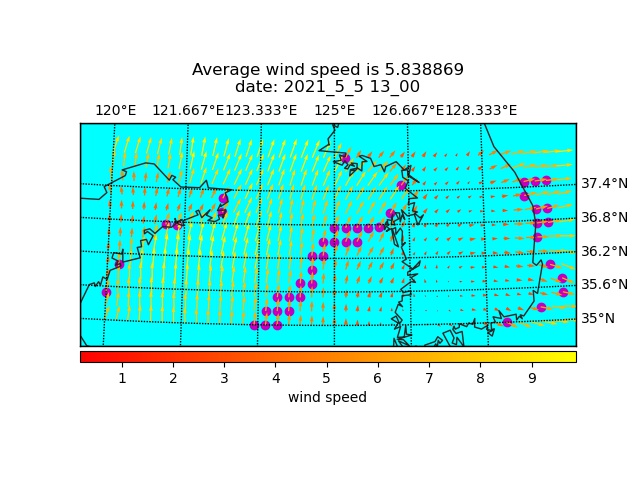 Average wind speed is 5.838869
date: 2021_5_5 13_00
120°E 121.667°E 123.333°E 125°E 126.667°E 128.333°E
37.4°N
36.8°N
36.2°N
35.6°N
35°N
1 2 3 4 5 6 7 8 9
wind speed